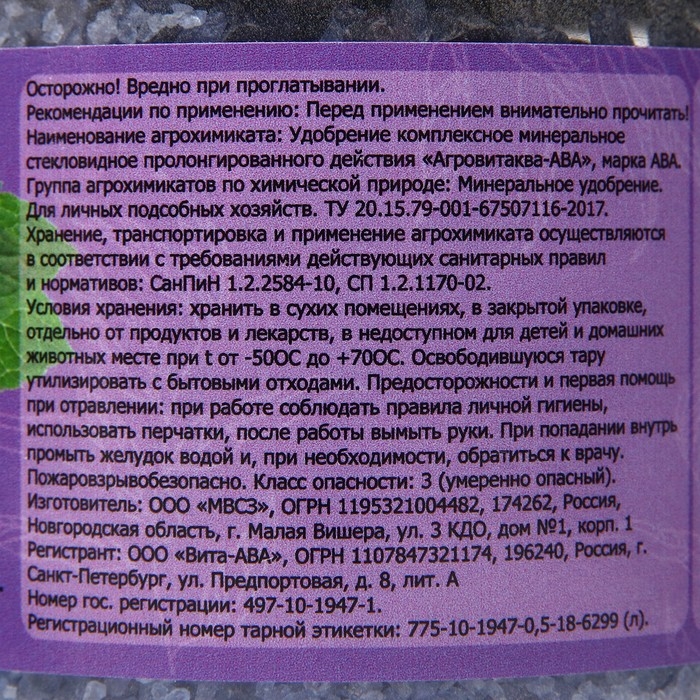 Осторожно! Вредно при проглатывании.
Рекомендации по применению: Перед применением внимательно прочитать!
Наименование агрохимиката: Удобрение комплексное минеральное
стекловидное пролонгированного действия «Агровитаква-АВА», марка АВА.
Группа агрохимикатов по химической природе: Минеральное удобрение.
Для личных подсобных хозяйств. ТУ 20.15.79-001-67507116-2017.
Хранение, транспортировка и применение агрохимиката осуществляются
в соответствии с требованиями действующих санитарных правил
и нормативов: СанПиН 1.2.2584-10, СП 1.2.1170-02.
Условия хранения: хранить в сухих помещениях, в закрытой упаковке,
отдельно от продуктов и лекарств, в недоступном для детей и домашних
животных месте при t от -50ОС до +70ОС. Освободившуюся тару
утилизировать с бытовыми отходами. Предосторожности и первая помощь
при отравлении: при работе соблюдать правила личной гигиены,
использовать перчатки, после работы вымыть руки. При попадании внутрь
промыть желудок водой и, при необходимости, обратиться к врачу.
Пожаровзрывобезопасно. Класс опасности: 3 (умеренно опасный).
Изготовитель: ООО «МВСЗ», ОГРН 1195321004482, 174262, Россия,
Новгородская область, г. Малая Вишера, ул. 3 КДО, дом №1, корп. 1
Регистрант: ООО «Вита-АВА», ОГРН 1107847321174, 196240, Россия, г.
Санкт-Петербург, ул. Предпортовая, д. 8, лит. А
Номер гос. регистрации: 497-10-1947-1.
Регистрационный номер тарной этикетки: 775-10-1947-0,5-18-6299 (л).